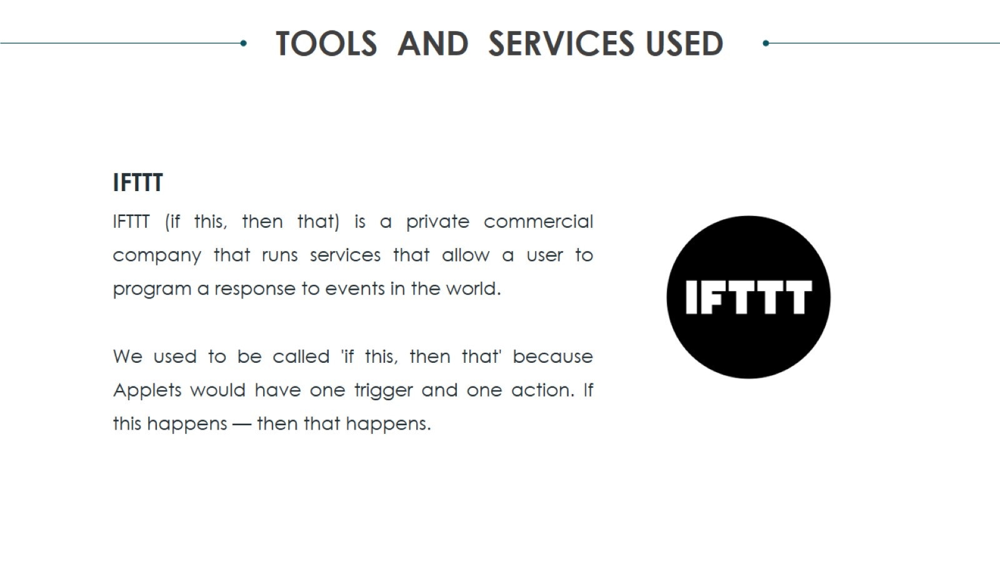 TOOLS AND SERVICES USED
IFTTT
IFTTT (if this, then that) is a private commercial
company that runs services that allow a user to
program a response to events in the world.
We used to be called 'if this, then that' because
Applets would have one trigger and one action. If
this happens — then that happens.
IFTTT